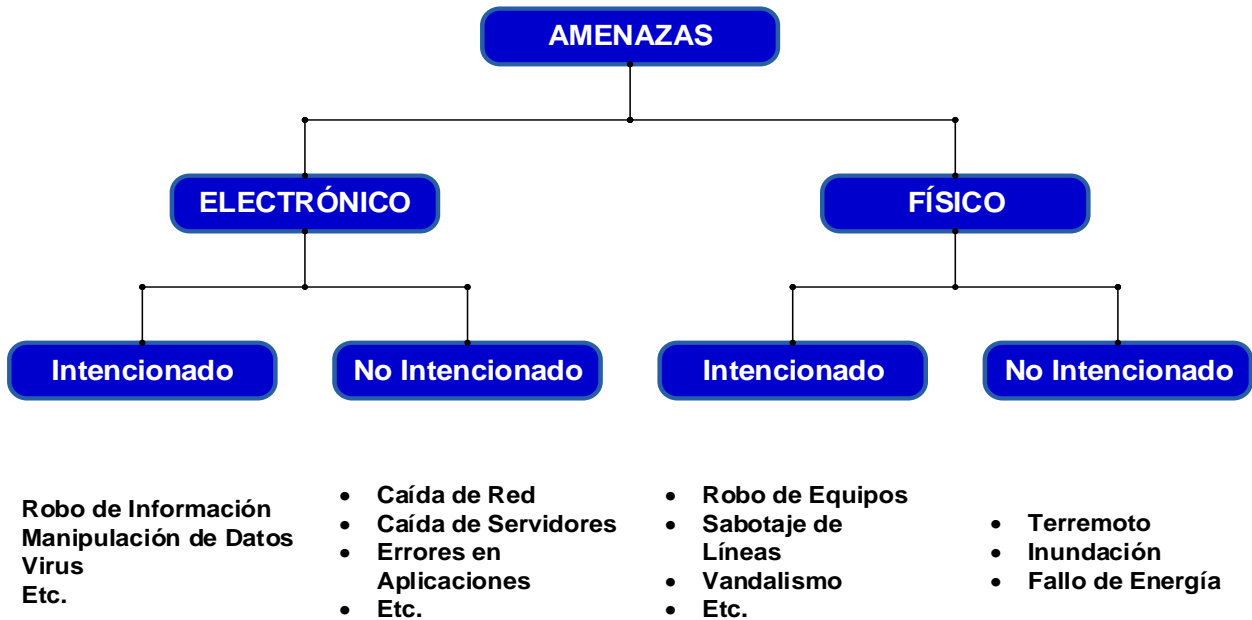 AMENAZAS
ELECTRÓNICO
FÍSICO
Intencionado
No Intencionado
Intencionado
No Intencionado
Robo de Información
Manipulación de Datos
Virus
Etc.
• Caída de Red
• Caída de Servidores
• Errores en
Aplicaciones
• Etc.
• Robo de Equipos
• Sabotaje de
Líneas
• Vandalismo
• Etc.
• Terremoto
• Inundación
• Fallo de Energía